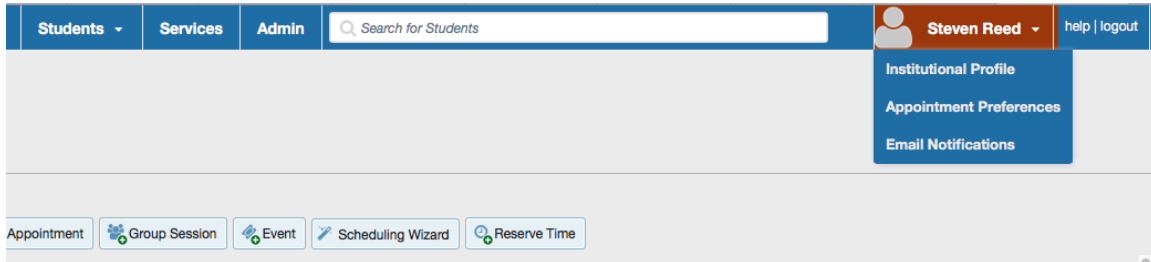 Students Services Admin Search for Students Steven Reed help | logout
Institutional Profile
Appointment Preferences
Email Notifications
Appointment Group Session Event Scheduling Wizard Reserve Time